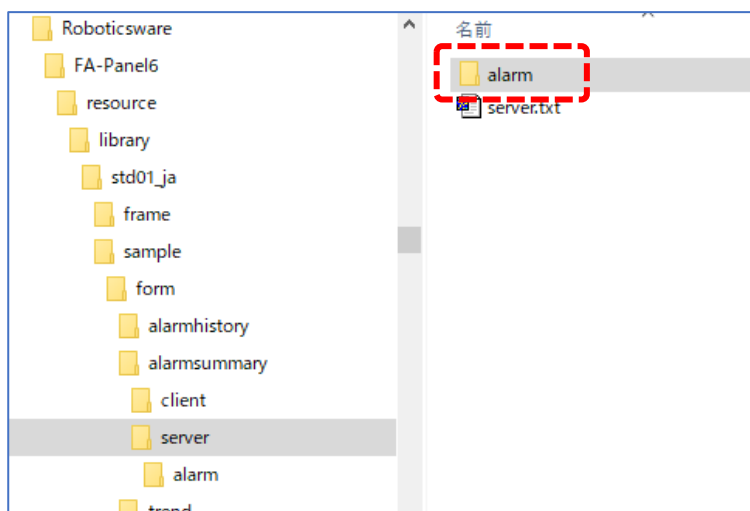 Roboticsware
FA-Panel6
resource
library
std01_ja
frame
sample
form
alarmhistory
alarmsummary
client
server
alarm
trend
名前
alarm
server.txt